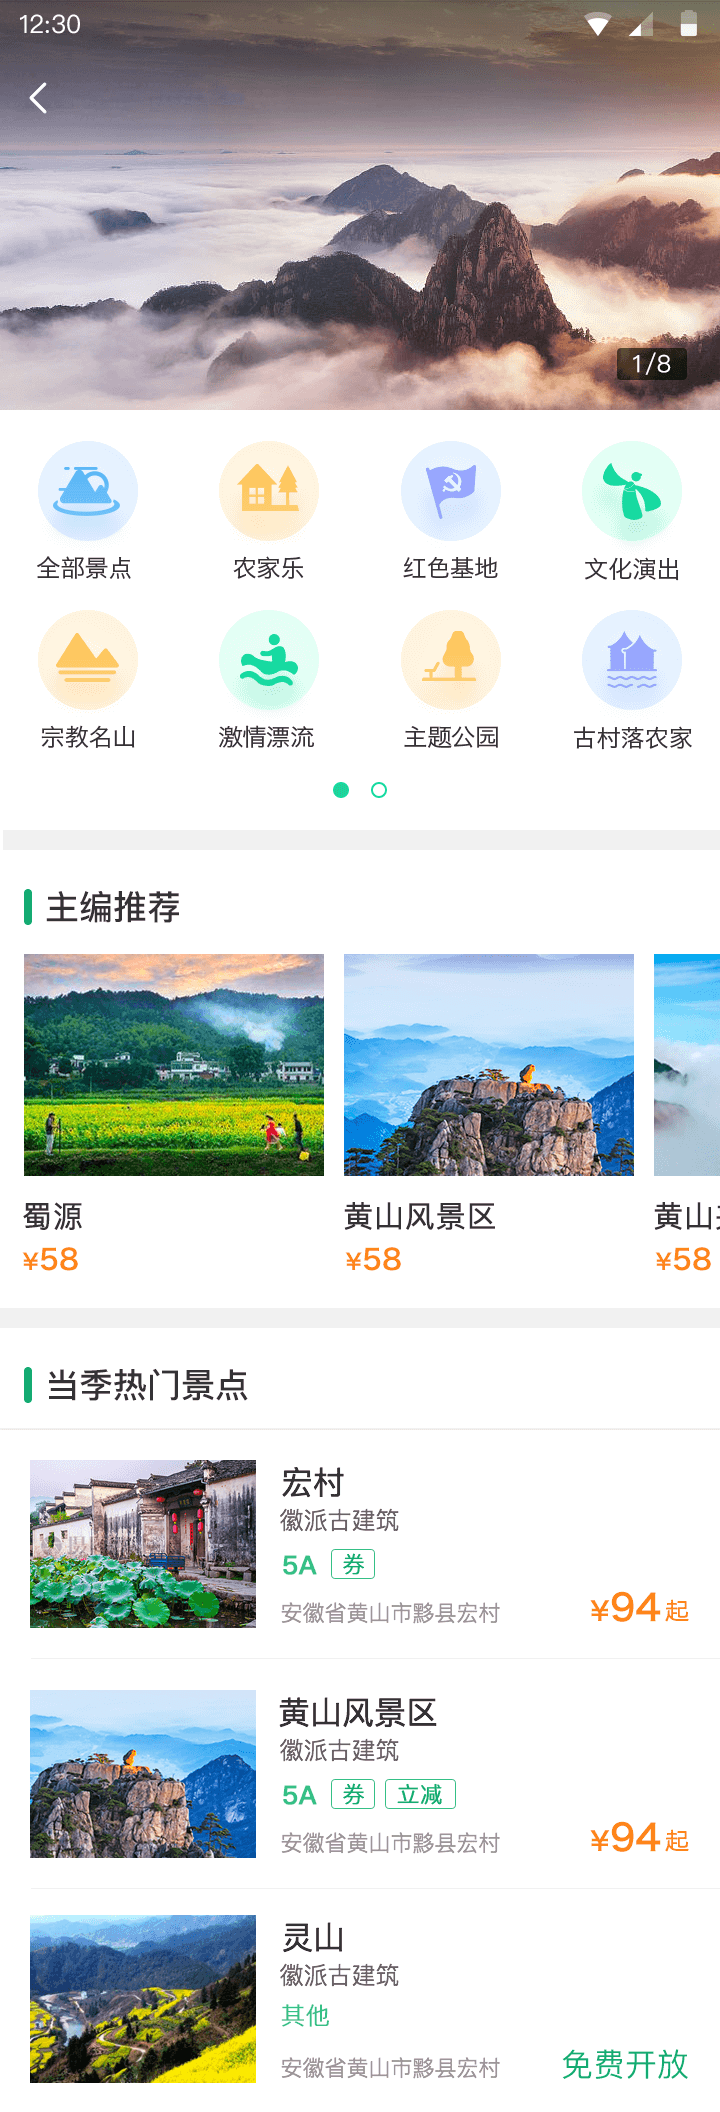 12:30
1/8
全部景点
农家乐
红色基地
文化演出
宗教名山
激情漂流
主题公园
古村落农家
主编推荐
蜀源
黄山风景区
黄山
¥58
¥58
¥58
当季热门景点
宏村
徽派古建筑
5A 券
安徽省黄山市黟县宏村
¥94起
黄山风景区
徽派古建筑
5A 券 立减
安徽省黄山市黟县宏村
¥94起
灵山
徽派古建筑
其他
安徽省黄山市黟县宏村
免费开放